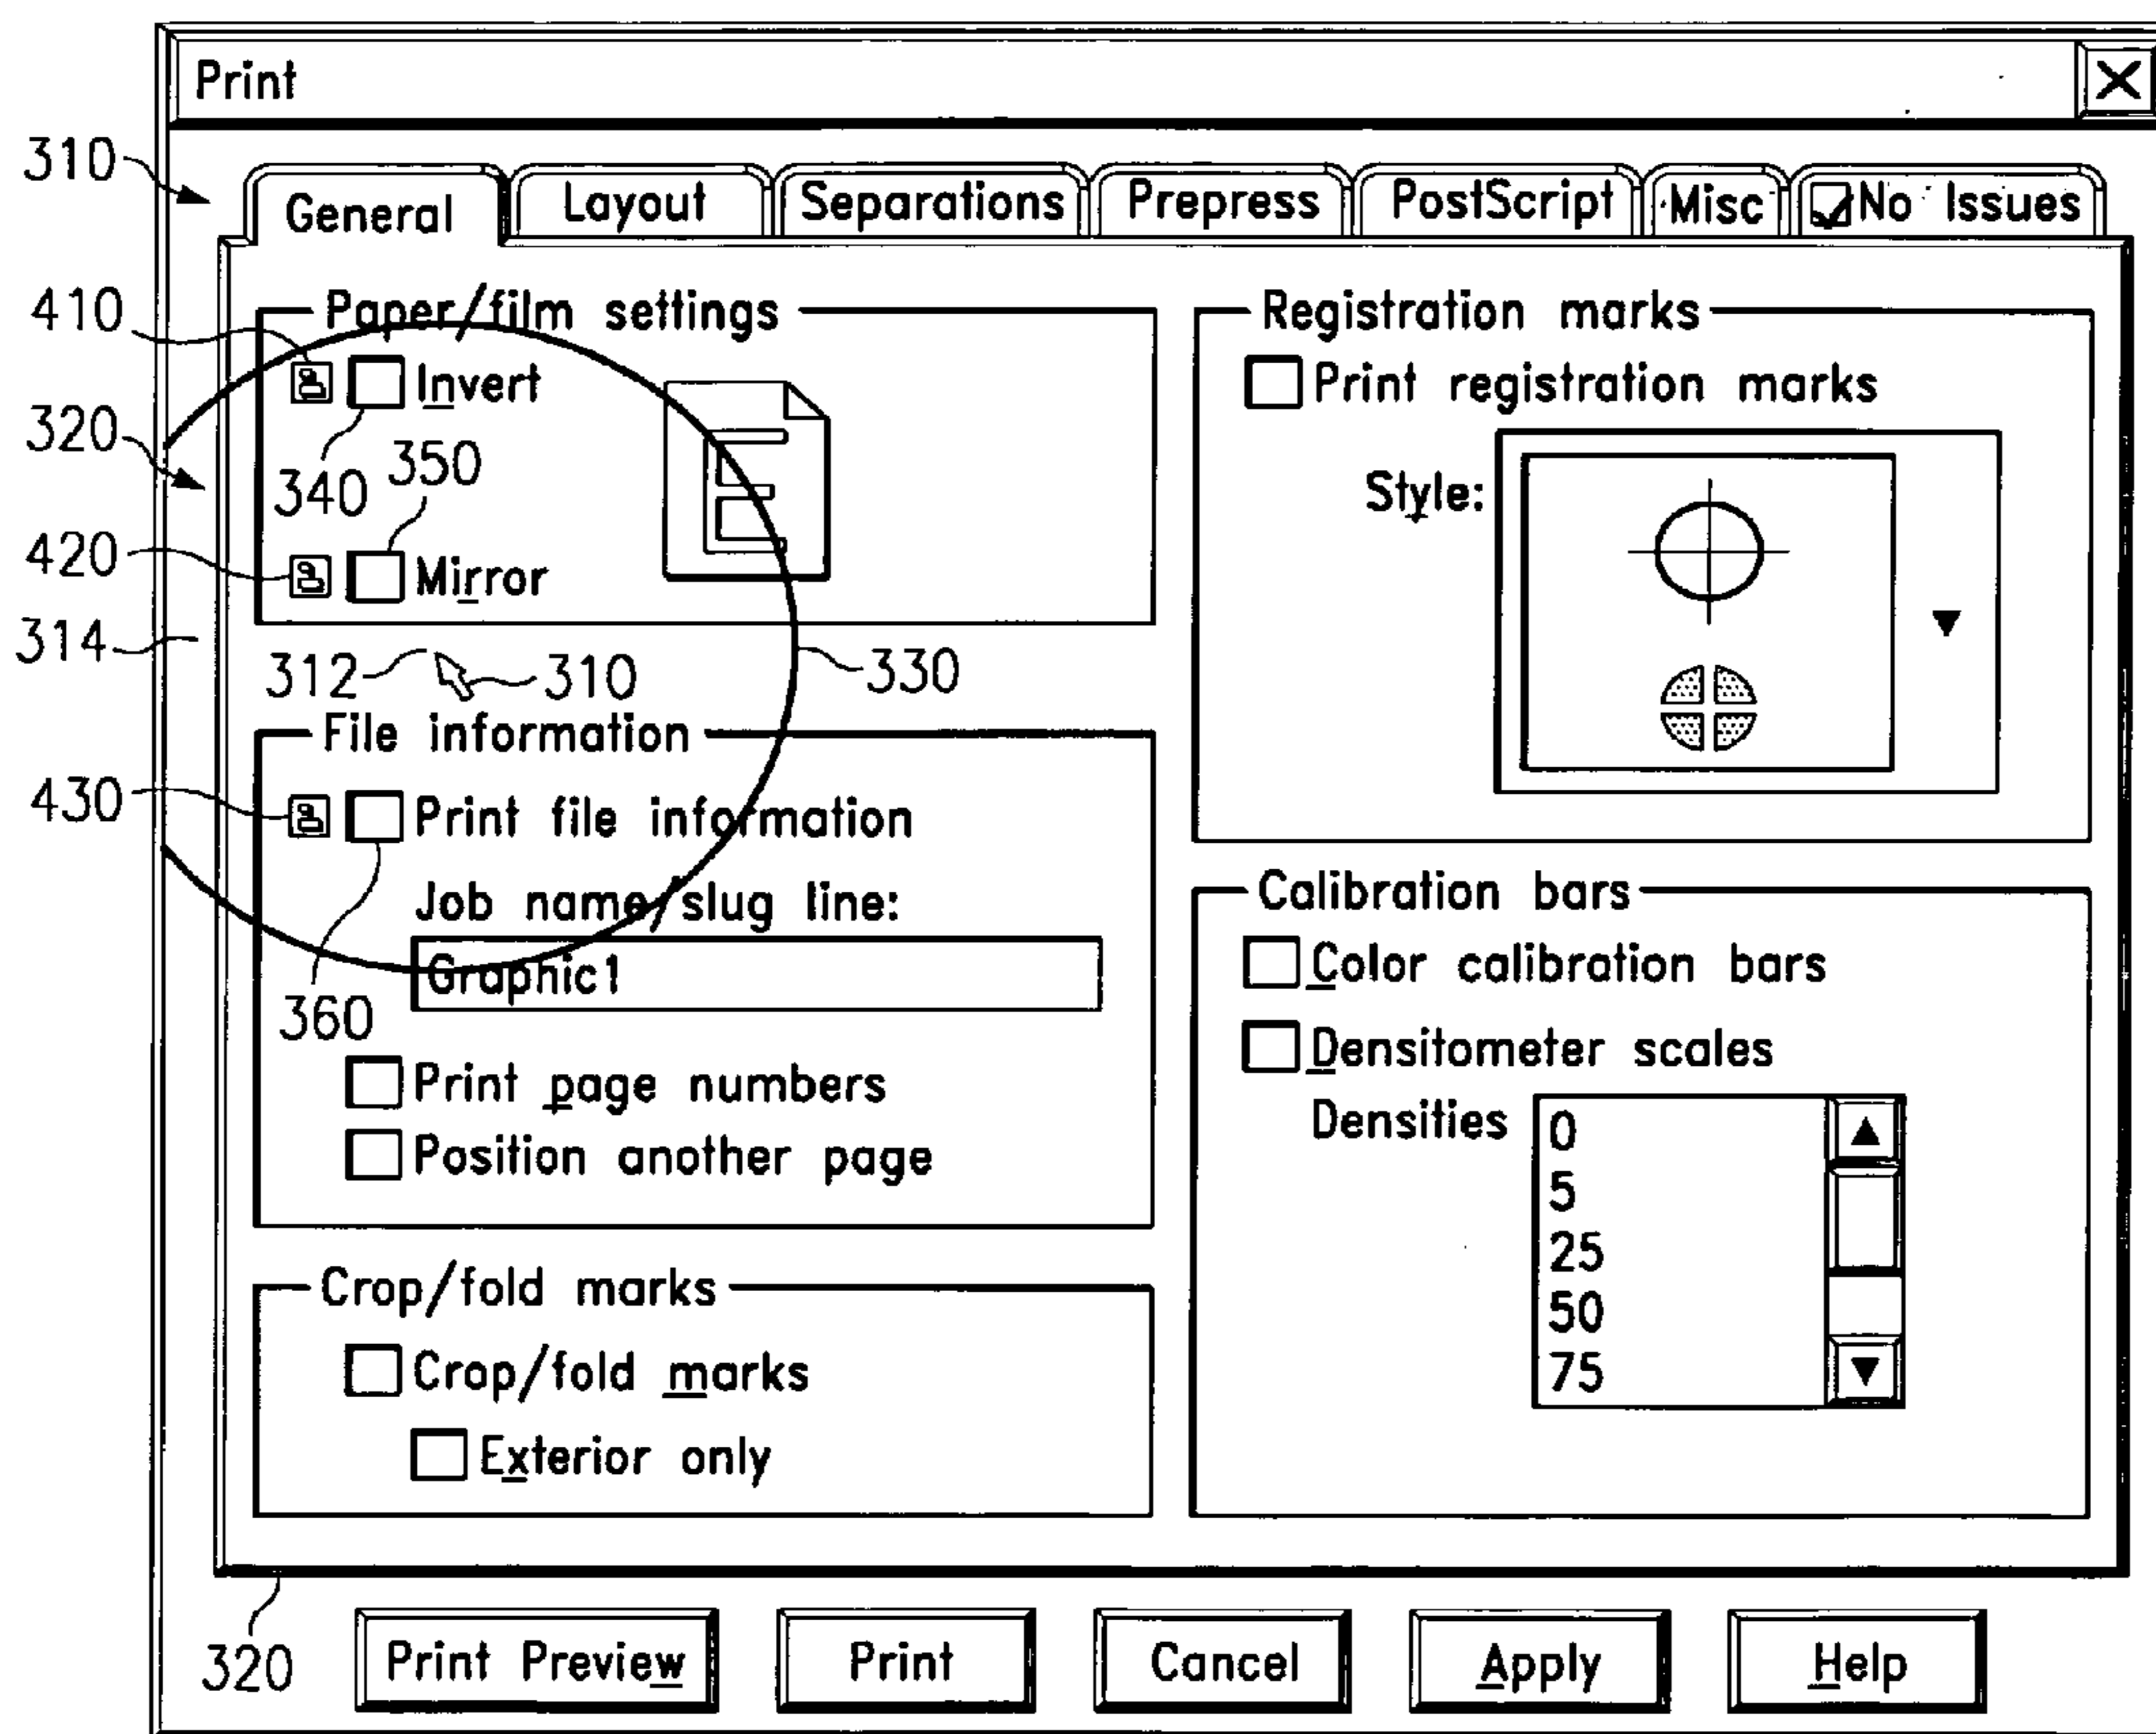 Print
310
General Layout Separations Prepress PostScript Misc No Issues
410
Paper/film settings
Invert
320
340
350
420
Mirror
314
312
310
330
File information
430
Print file information
Job name/slug line:
Graphic1
360
Print page numbers
Position another page
Crop/fold marks
Crop/fold marks
Exterior only
Registration marks
Print registration marks
Style:
Calibration bars
Color calibration bars
Densitometer scales
Densities
0
5
25
50
75
320
Print Preview Print Cancel Apply Help